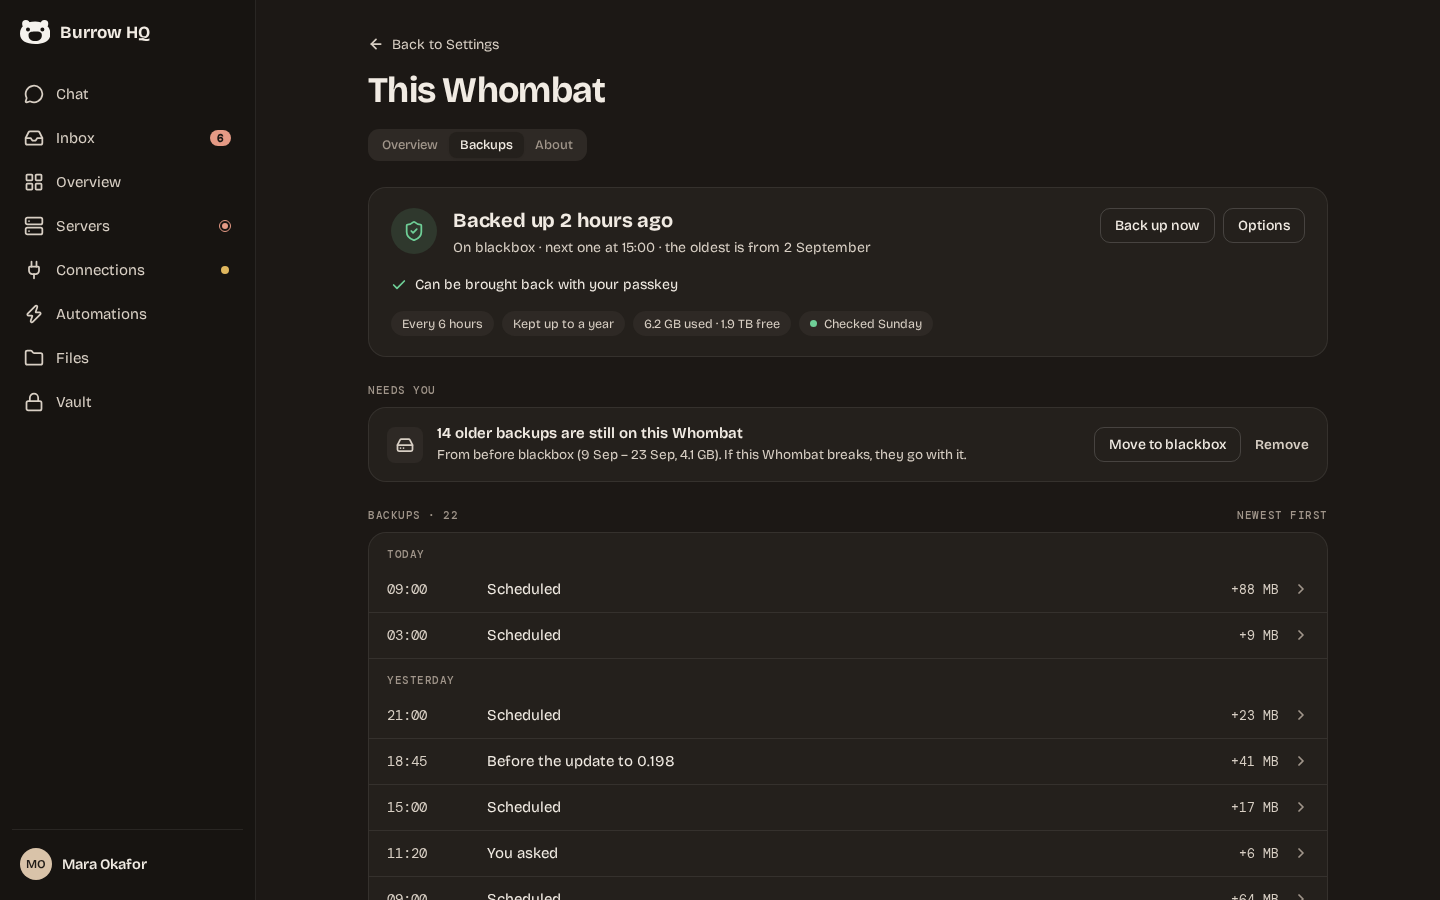 Burrow HQ
Chat
Inbox 6
Overview
Servers
Connections
Automations
Files
Vault
MO Mara Okafor
Back to Settings
This Whombat
Overview Backups About
Backed up 2 hours ago
On blackbox · next one at 15:00 · the oldest is from 2 September
Back up now Options
Can be brought back with your passkey
Every 6 hours Kept up to a year 6.2 GB used · 1.9 TB free Checked Sunday
NEEDS YOU
14 older backups are still on this Whombat
From before blackbox (9 Sep – 23 Sep, 4.1 GB). If this Whombat breaks, they go with it.
Move to blackbox Remove
BACKUPS · 22 NEWEST FIRST
TODAY
09:00 Scheduled +88 MB
03:00 Scheduled +9 MB
YESTERDAY
21:00 Scheduled +23 MB
18:45 Before the update to 0.198 +41 MB
15:00 Scheduled +17 MB
11:20 You asked +6 MB
09:00 Scheduled +64 MB